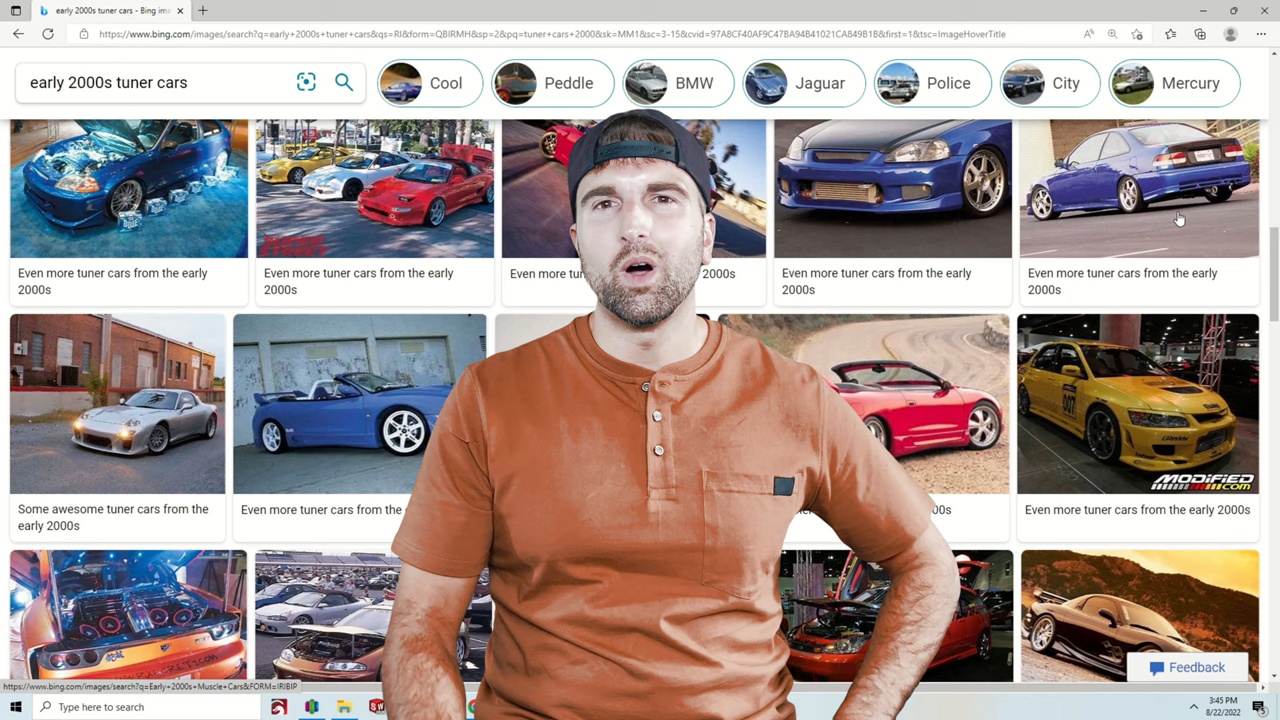 early 2000s tuner cars - Bing ima
https://www.bing.com/images/search?q=early+2000s+tuner+cars&qs=RI&form=QBIRMH&sp=2&pq=tuner+cars+2000&sk=MM1&sc=3-15&cvid=97A8CF40AF9C47BA94B41021CA849B1B&first=1&tsc=ImageHoverTitle
early 2000s tuner cars
Cool
Peddle
BMW
Jaguar
Police
City
Mercury
Even more tuner cars from the early
2000s
Even more tuner cars from the early
2000s
Even more tun
2000s
Even more tuner cars from the early
2000s
Even more tuner cars from the early
2000s
007
MODIFIED
.COM
Some awesome tuner cars from the
early 2000s
Even more tuner cars from the
00s
Even more tuner cars from the early 2000s
Feedback
https://www.bing.com/images/search?q=Early+2000s+Muscle+Cars&FORM=IRIBIP
Type here to search
SW
3:45 PM
8/22/2022
5